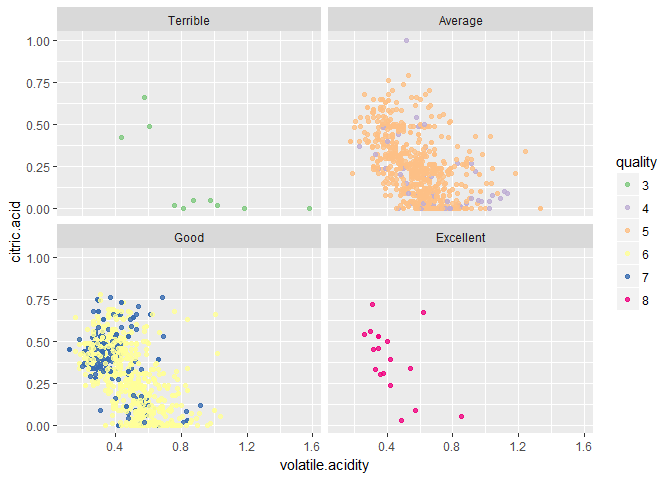 Terrible Average
1.00
0.75
0.50
0.25
0.00
citric.acid
Good Excellent
1.00
0.75
0.50
0.25
0.00
0.4 0.8 1.2 1.6 0.4 0.8 1.2 1.6
volatile.acidity
quality
3
4
5
6
7
8